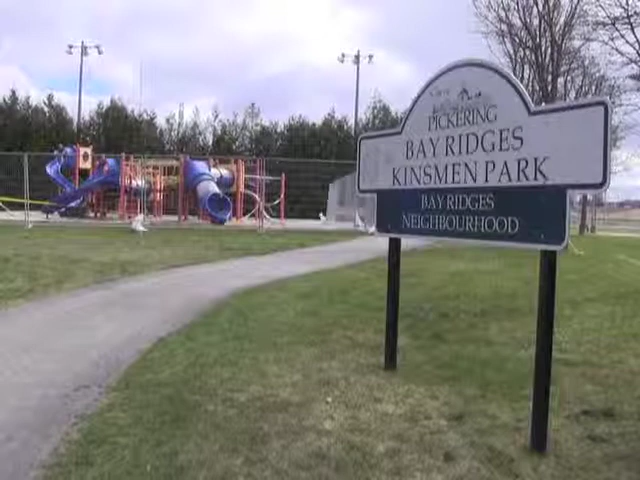 PICKERING
BAY RIDGES
KINSMEN PARK
BAY RIDGES
NEIGHBOURHOOD